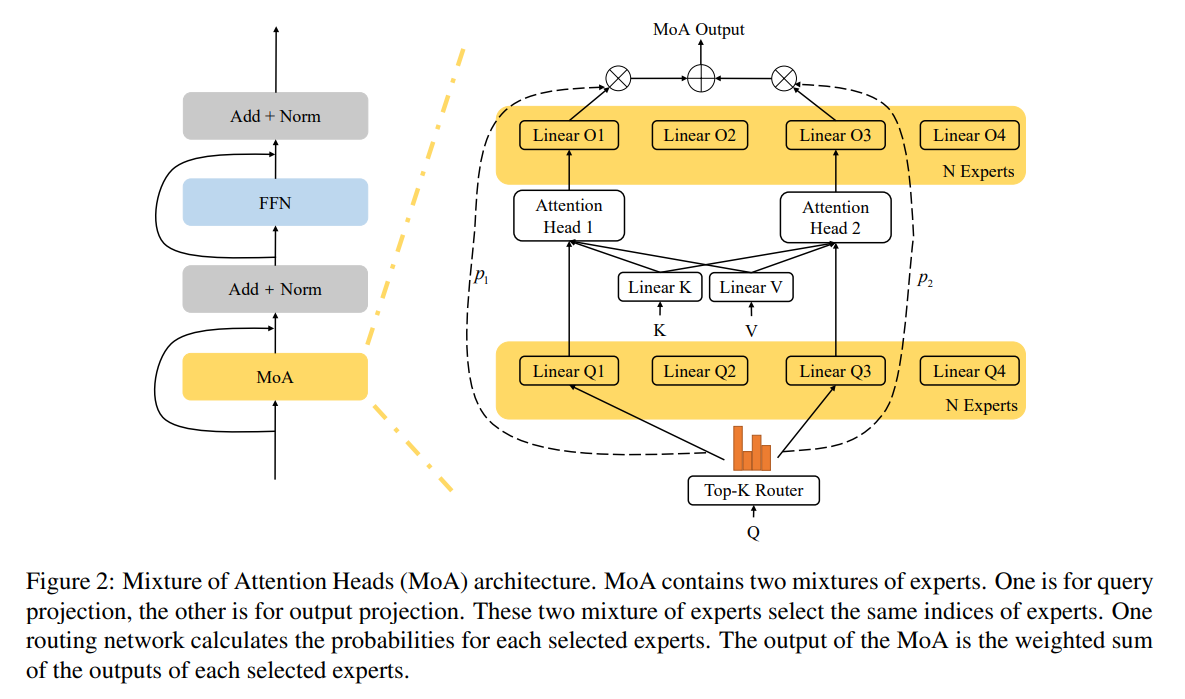 MoA Output
Add + Norm
FFN
Add + Norm
MoA
Linear O1
Linear O2
Linear O3
Linear O4
N Experts
Attention
Head 1
Attention
Head 2
p1
p2
Linear K
Linear V
K
V
Linear Q1
Linear Q2
Linear Q3
Linear Q4
N Experts
Top-K Router
Q
Figure 2: Mixture of Attention Heads (MoA) architecture. MoA contains two mixtures of experts. One is for query
projection, the other is for output projection. These two mixture of experts select the same indices of experts. One
routing network calculates the probabilities for each selected experts. The output of the MoA is the weighted sum
of the outputs of each selected experts.